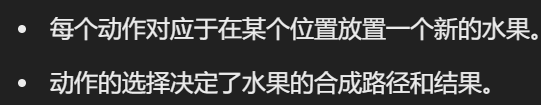 • 每个动作对应于在某个位置放置一个新的水果。
• 动作的选择决定了水果的合成路径和结果。